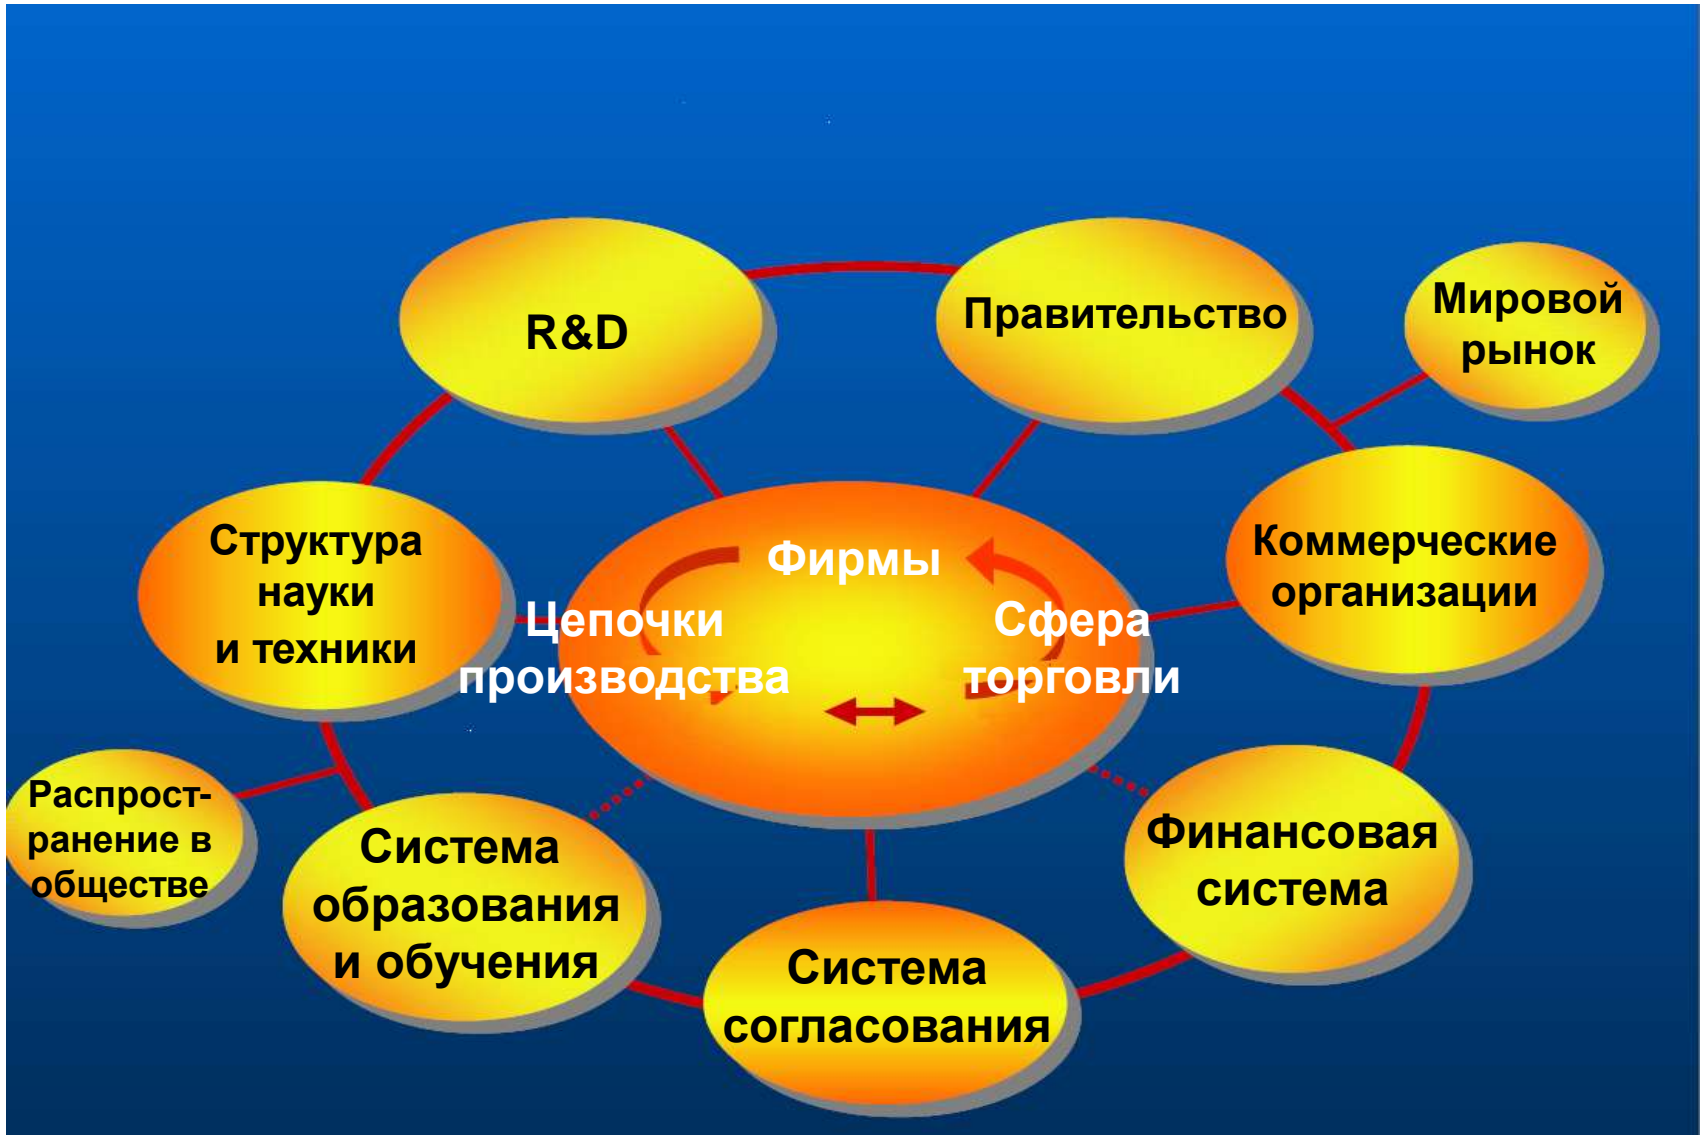 R&D
Правительство
Мировой
рынок
Структура
науки
и техники
Фирмы
Цепочки
производства
Сфера
торговли
Коммерческие
организации
Распрост-
ранение в
обществе
Система
образования
и обучения
Система
согласования
Финансовая
система